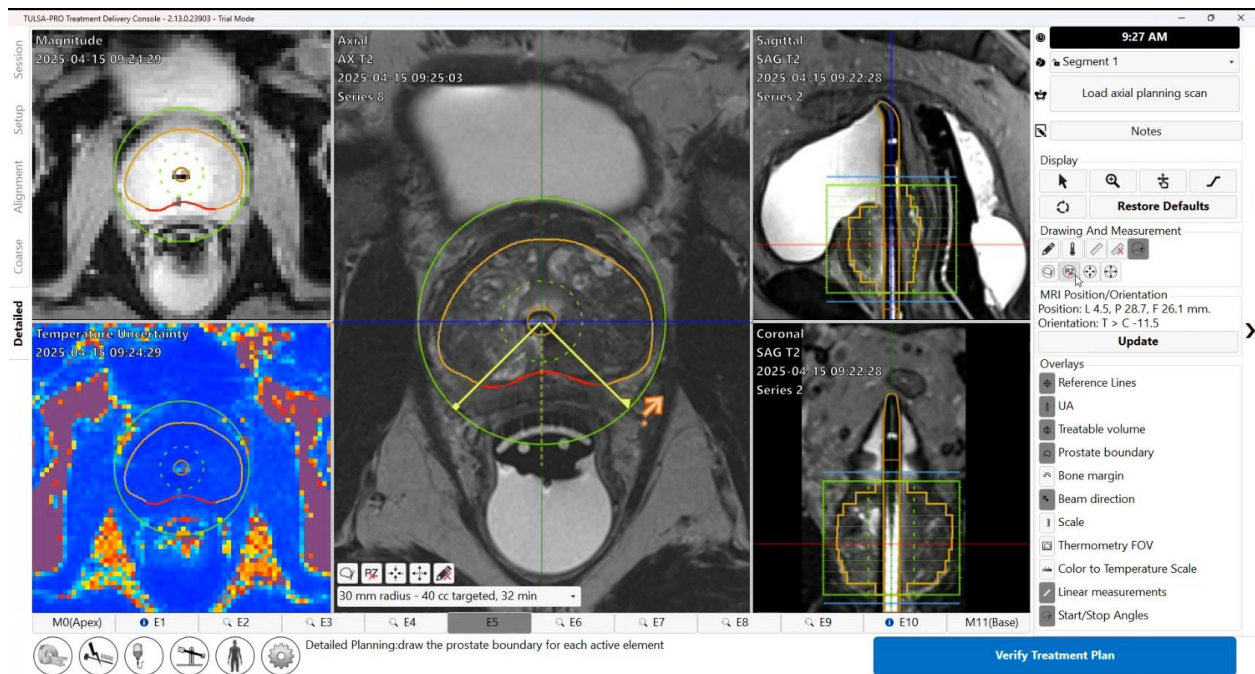 TULSA-PRO Treatment Delivery Console - 2.13.0.23903 - Trial Mode
Session
Setup
Alignment
Coarse
Detailed
Magnitude
2025-04-15 09:24:29
Temperature Uncertainty
2025-04-15 09:24:29
Axial
AX T2
2025-04-15 09:25:03
Series 8
PZ
30 mm radius - 40 cc targeted, 32 min
Sagittal
SAG T2
2025-04-15 09:22:28
Series 2
Coronal
SAG T2
2025-04-15 09:22:28
Series 2
M0(Apex) E1 E2 E3 E4 E5 E6 E7 E8 E9 E10 M11(Base)
Detailed Planning:draw the prostate boundary for each active element
9:27 AM
Segment 1
Load axial planning scan
Notes
Display
Restore Defaults
Drawing And Measurement
PZ
MRI Position/Orientation
Position: L 4.5, P 28.7, F 26.1 mm.
Orientation: T > C -11.5
Update
Overlays
Reference Lines
UA
Treatable volume
Prostate boundary
Bone margin
Beam direction
Scale
Thermometry FOV
Color to Temperature Scale
Linear measurements
Start/Stop Angles
Verify Treatment Plan